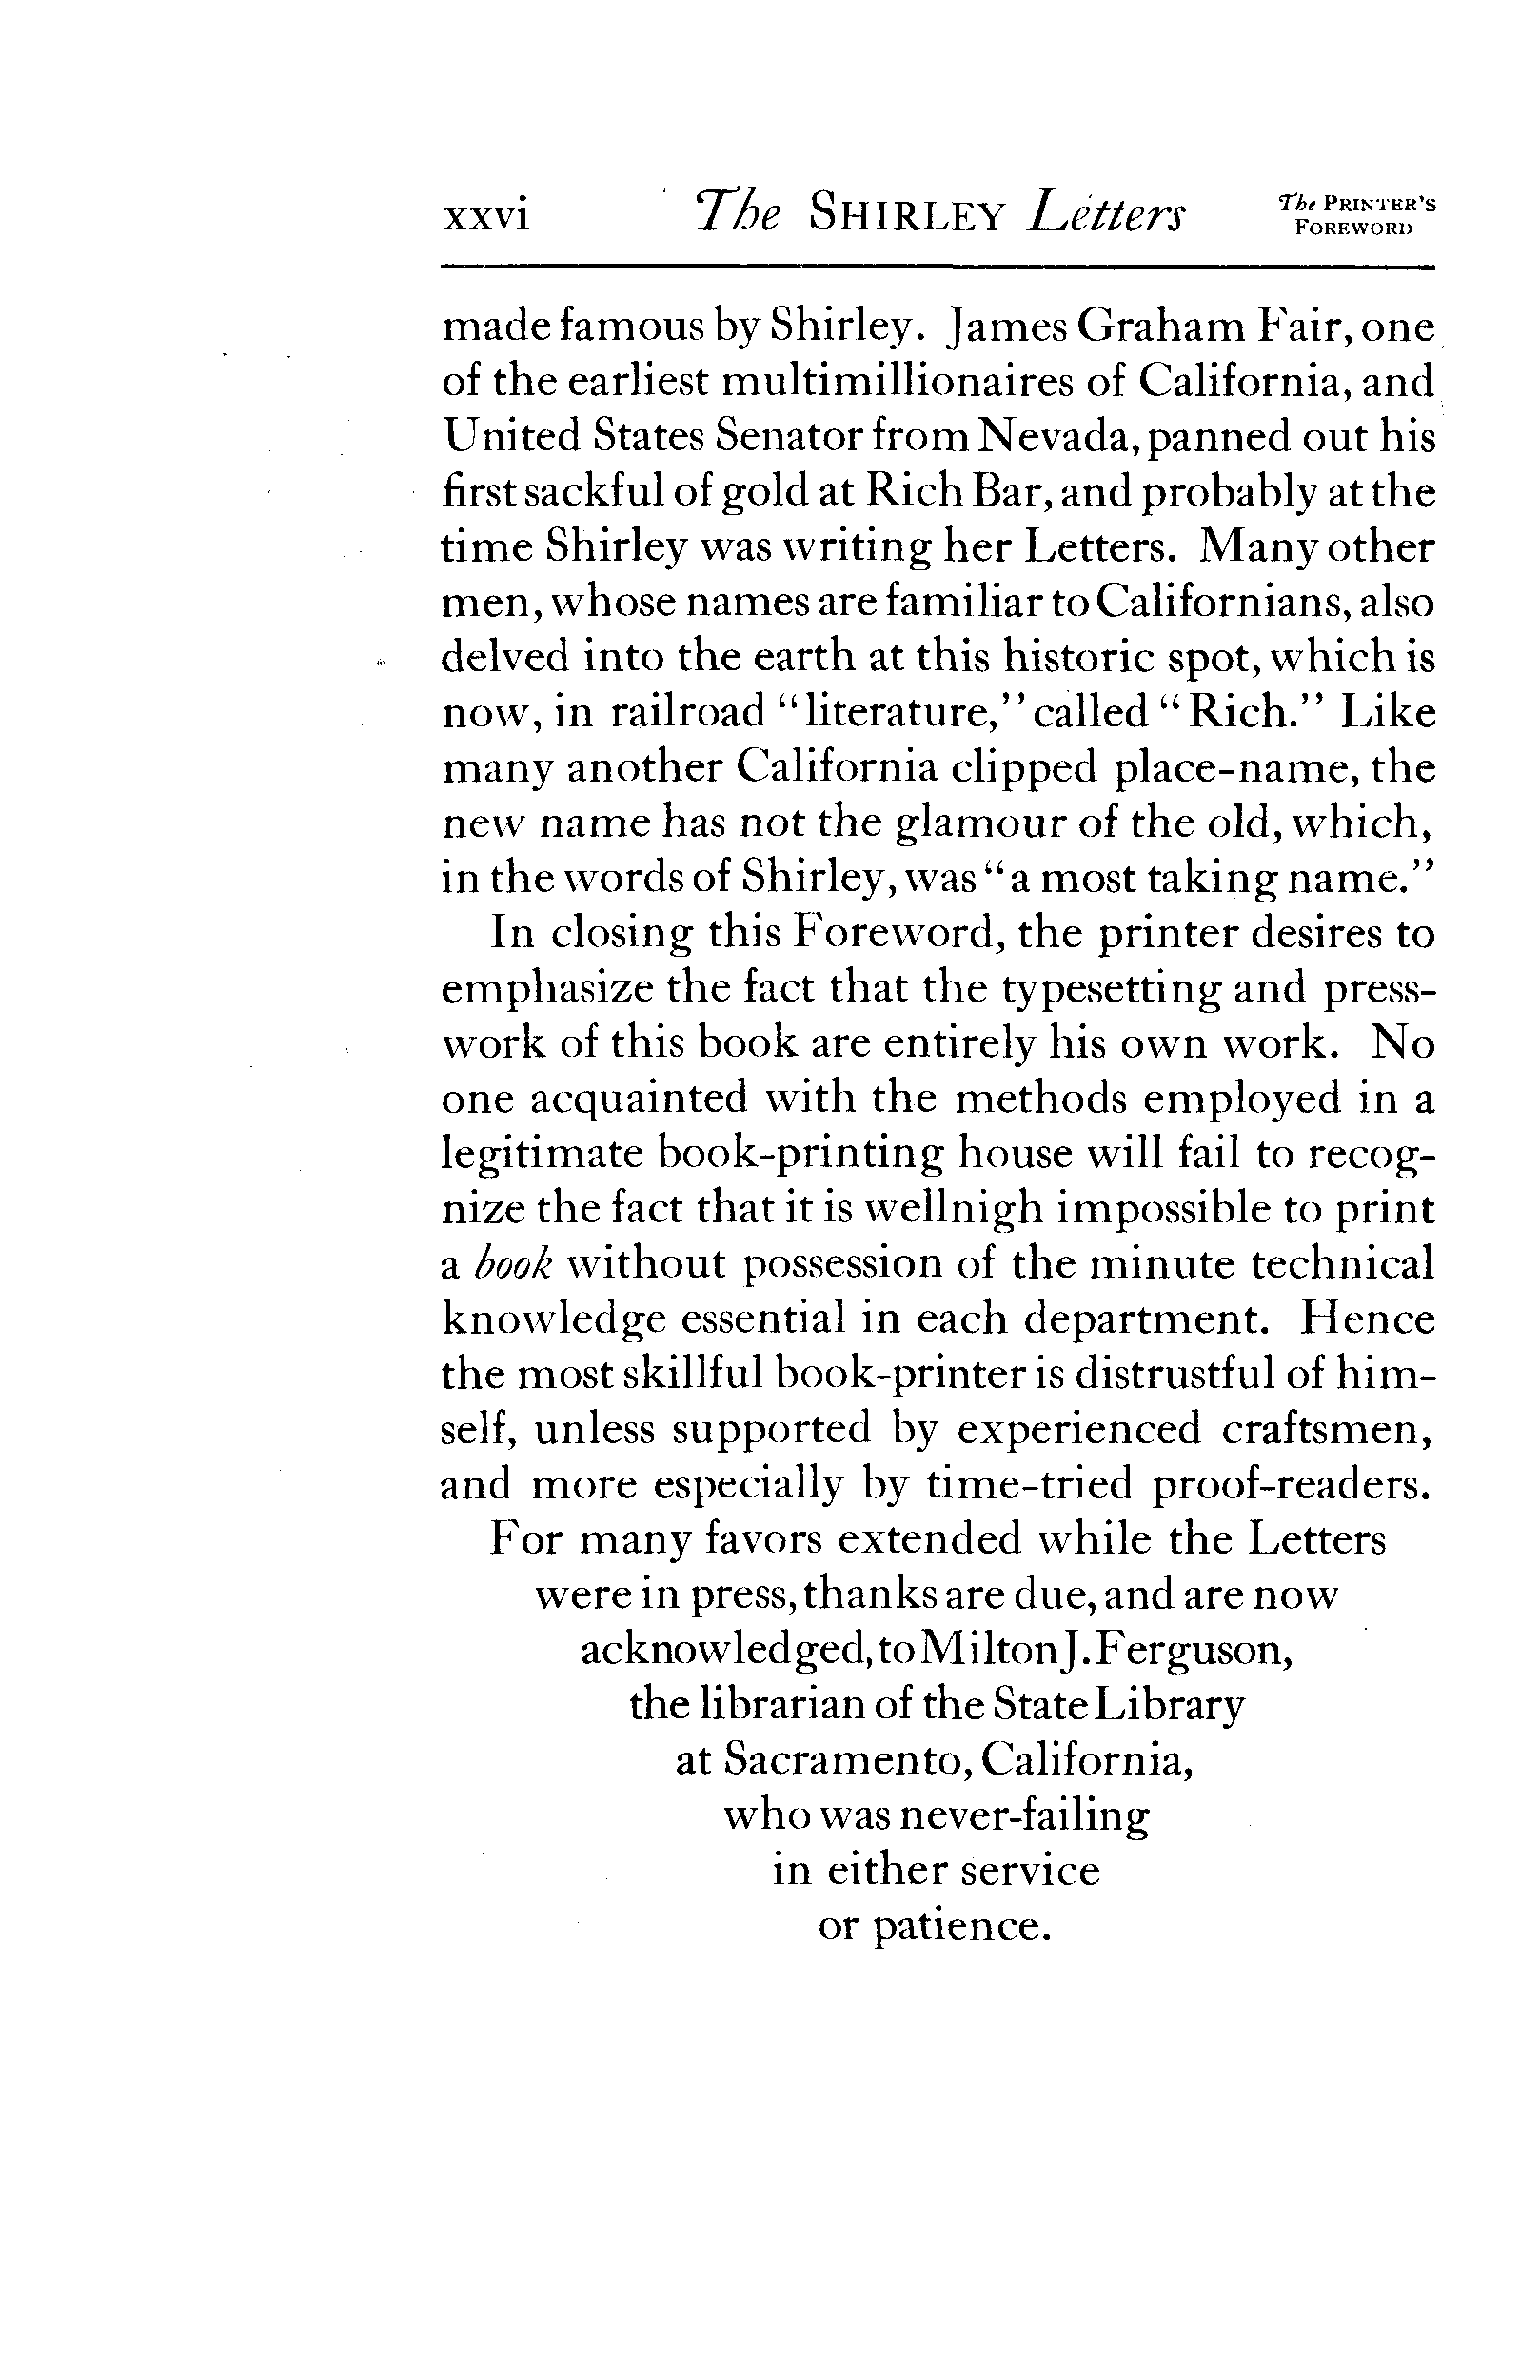 xxvi The SHIRLEY Letters The PRINTER'S
FOREWORD
made famous by Shirley. James Graham Fair, one
of the earliest multimillionaires of California, and
United States Senator from Nevada, panned out his
first sackful of gold at Rich Bar, and probably at the
time Shirley was writing her Letters. Many other
men, whose names are familiar to Californians, also
delved into the earth at this historic spot, which is
now, in railroad "literature," called "Rich." Like
many another California clipped place-name, the
new name has not the glamour of the old, which,
in the words of Shirley, was "a most taking name."
In closing this Foreword, the printer desires to
emphasize the fact that the typesetting and press-
work of this book are entirely his own work. No
one acquainted with the methods employed in a
legitimate book-printing house will fail to recog-
nize the fact that it is wellnigh impossible to print
a book without possession of the minute technical
knowledge essential in each department. Hence
the most skillful book-printer is distrustful of him-
self, unless supported by experienced craftsmen,
and more especially by time-tried proof-readers.
For many favors extended while the Letters
were in press, thanks are due, and are now
acknowledged, to Milton J. Ferguson,
the librarian of the State Library
at Sacramento, California,
who was never-failing
in either service
or patience.